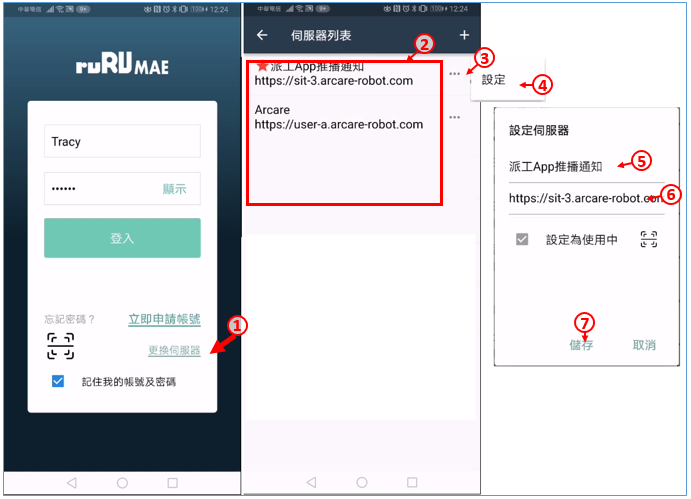 中華電信 9+ 100% 12:24
ruRU MAE
Tracy
••••••
顯示
登入
忘記密碼？
立即申請帳號
更換伺服器
記住我的帳號及密碼
1
中華電信 9+ 100% 12:24
伺服器列表
2
派工App推播通知
https://sit-3.arcare-robot.com
Arcare
https://user-a.arcare-robot.com
3
設定
4
設定伺服器
派工App推播通知
5
https://sit-3.arcare-robot.com
6
設定為使用中
7
儲存
取消